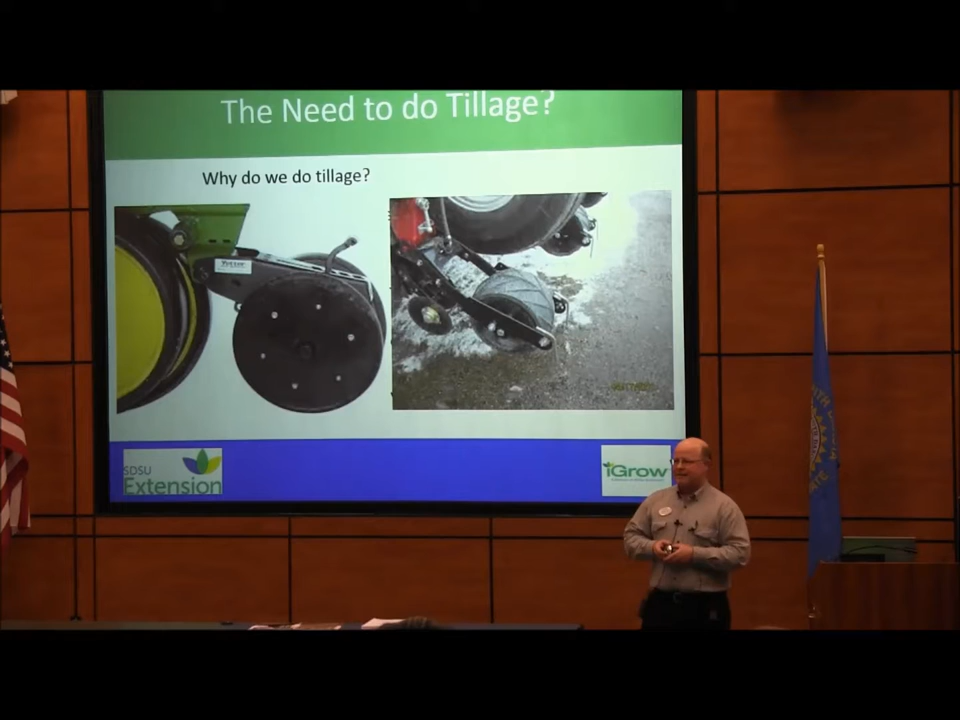 The Need to do Tillage?
Why do we do tillage?
SDSU
Extension
iGrow